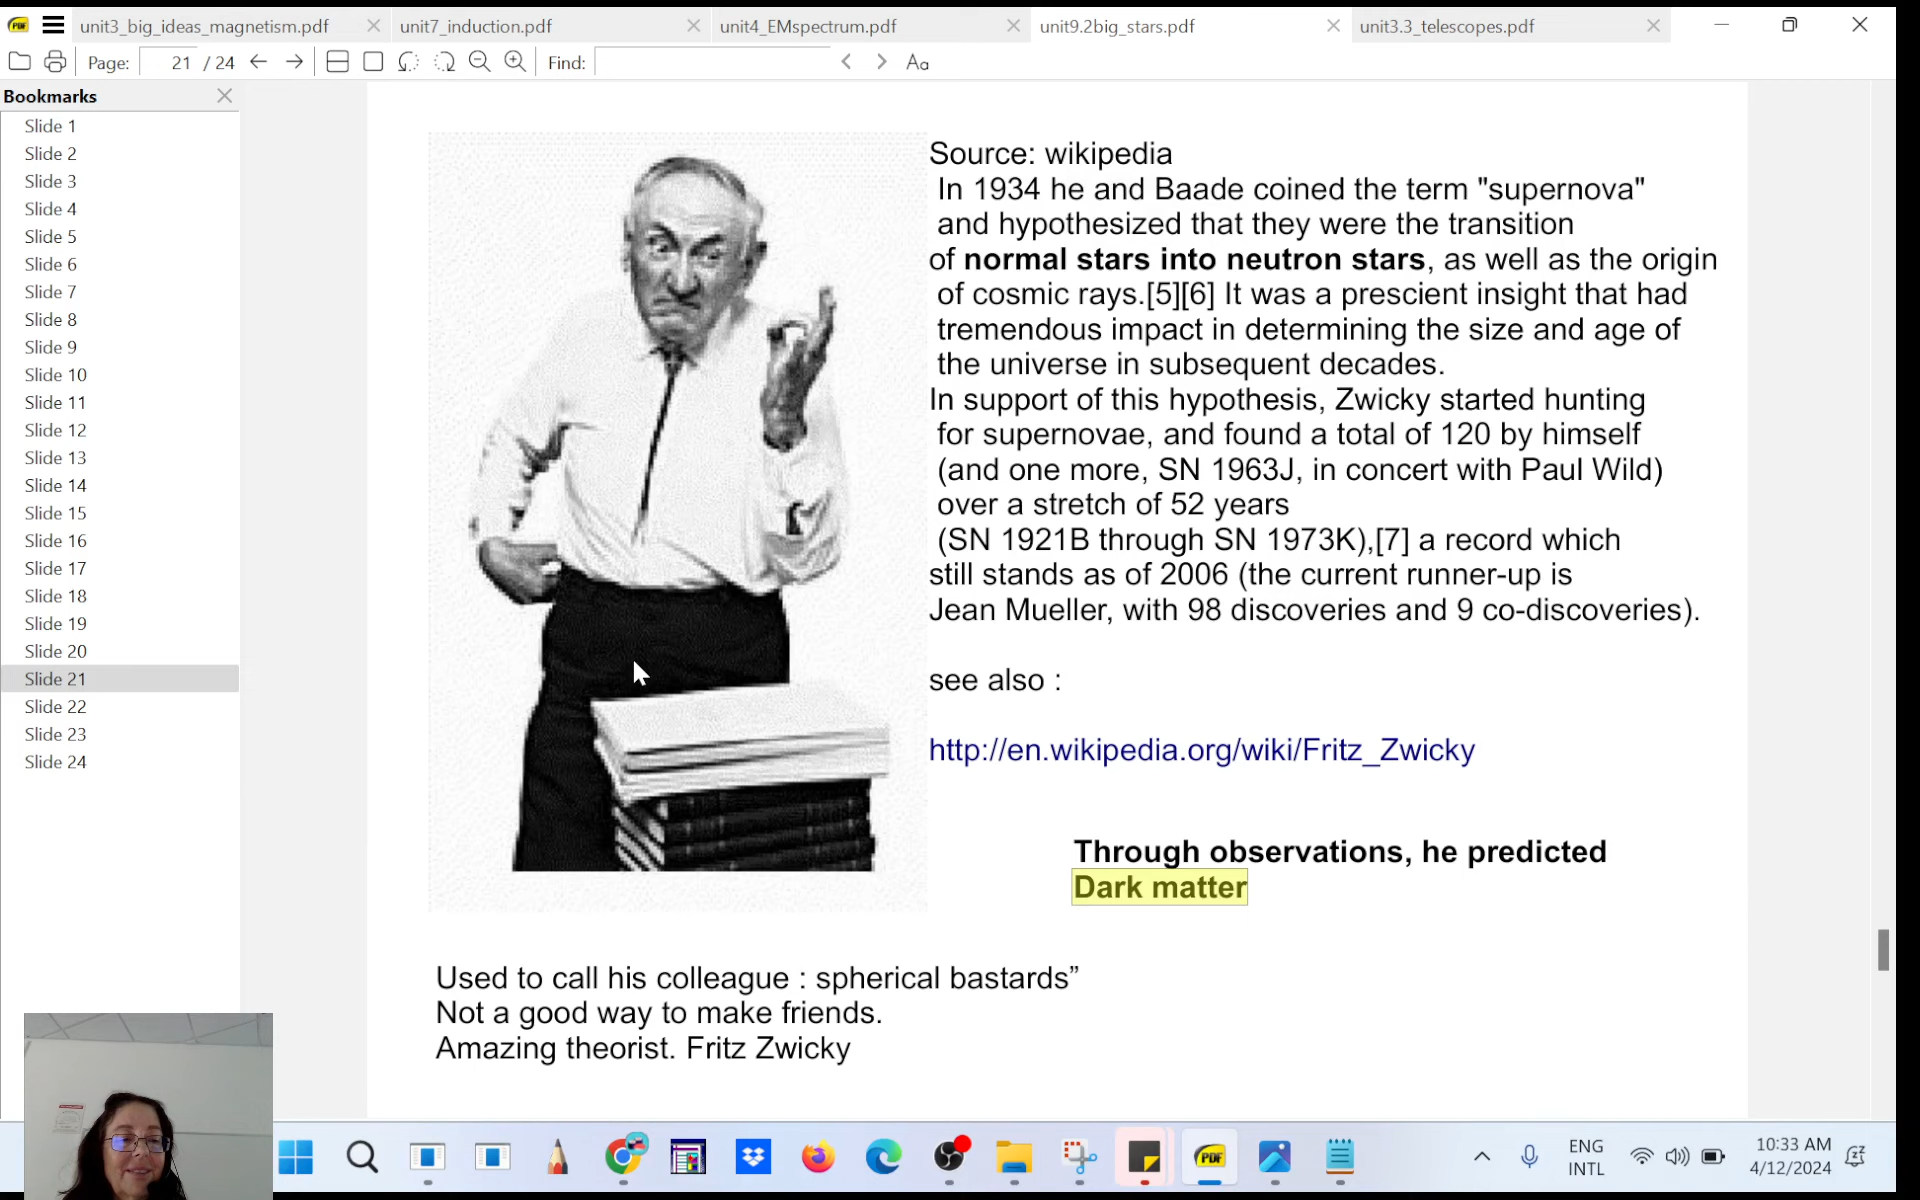 unit3_big_ideas_magnetism.pdf
unit7_induction.pdf
unit4_EMspectrum.pdf
unit9.2big_stars.pdf
unit3.3_telescopes.pdf
Page: 21 / 24
Find:
Aa
Bookmarks
Slide 1
Slide 2
Slide 3
Slide 4
Slide 5
Slide 6
Slide 7
Slide 8
Slide 9
Slide 10
Slide 11
Slide 12
Slide 13
Slide 14
Slide 15
Slide 16
Slide 17
Slide 18
Slide 19
Slide 20
Slide 21
Slide 22
Slide 23
Slide 24
Source: wikipedia
In 1934 he and Baade coined the term "supernova"
and hypothesized that they were the transition
of normal stars into neutron stars, as well as the origin
of cosmic rays.[5][6] It was a prescient insight that had
tremendous impact in determining the size and age of
the universe in subsequent decades.
In support of this hypothesis, Zwicky started hunting
for supernovae, and found a total of 120 by himself
(and one more, SN 1963J, in concert with Paul Wild)
over a stretch of 52 years
(SN 1921B through SN 1973K),[7] a record which
still stands as of 2006 (the current runner-up is
Jean Mueller, with 98 discoveries and 9 co-discoveries).
see also :
http://en.wikipedia.org/wiki/Fritz_Zwicky
Through observations, he predicted
Dark matter
Used to call his colleague : spherical bastards”
Not a good way to make friends.
Amazing theorist. Fritz Zwicky
PDF
ENG
INTL
10:33 AM
4/12/2024